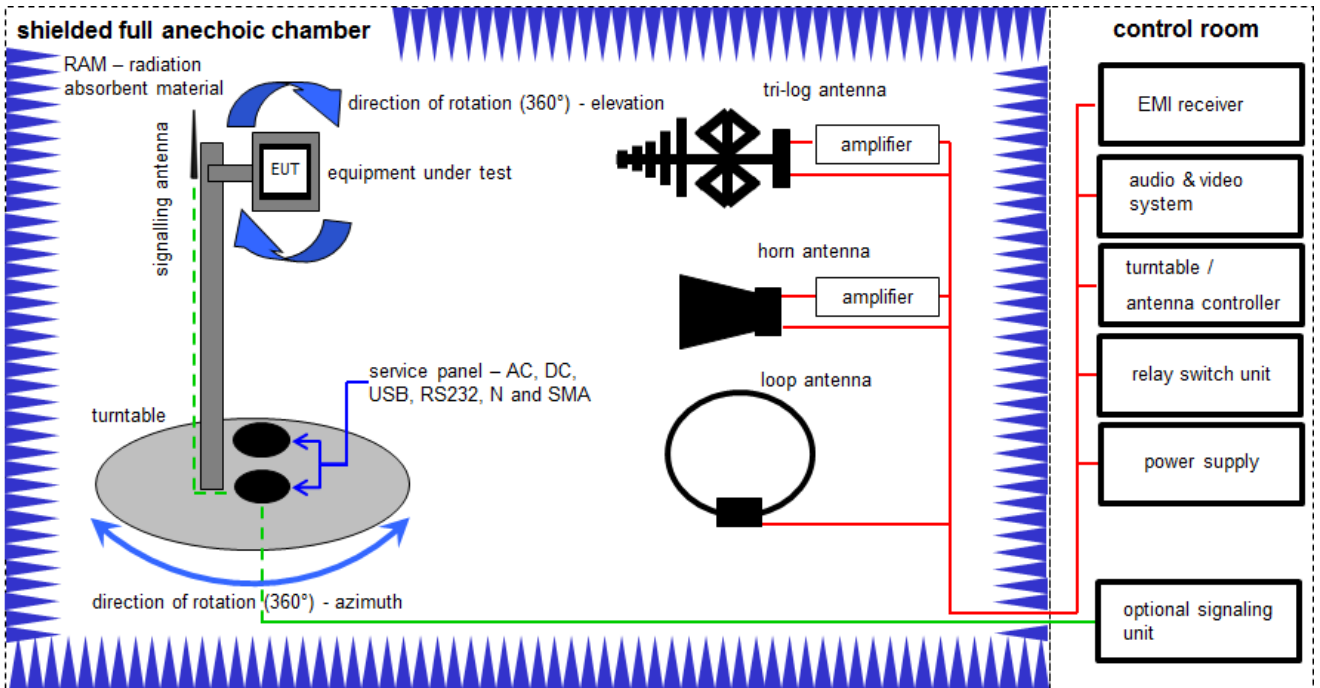 shielded full anechoic chamber
control room
RAM – radiation
absorbent material
direction of rotation (360°) - elevation
signalling antenna
EUT
equipment under test
tri-log antenna
amplifier
horn antenna
amplifier
loop antenna
service panel – AC, DC,
USB, RS232, N and SMA
turntable
direction of rotation (360°) - azimuth
EMI receiver
audio & video
system
turntable /
antenna controller
relay switch unit
power supply
optional signaling
unit